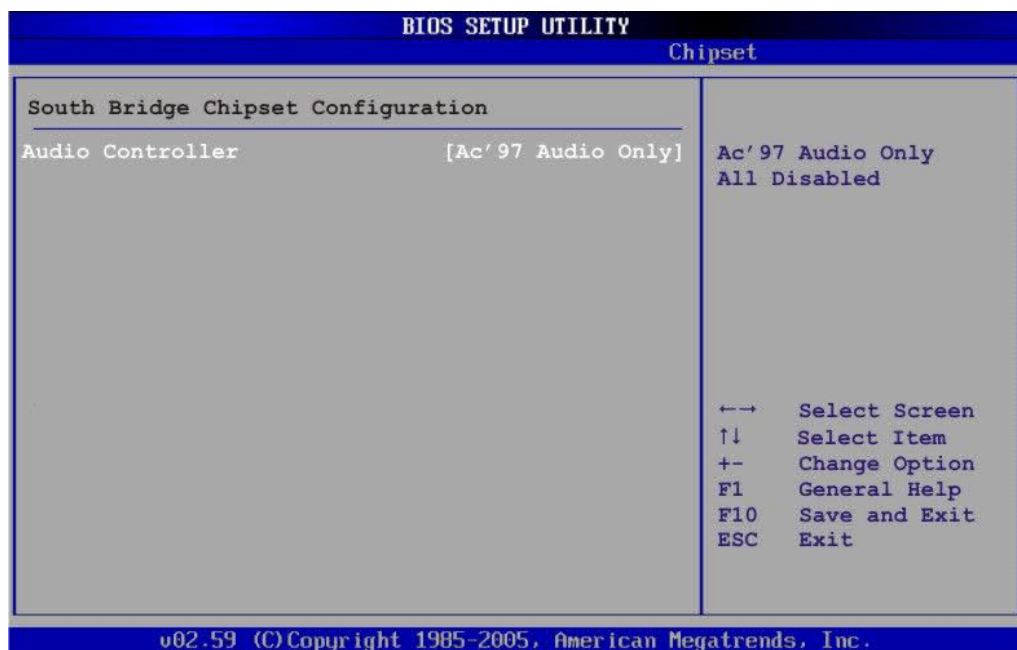 BIOS SETUP UTILITY
Chipset
South Bridge Chipset Configuration
Audio Controller [Ac'97 Audio Only]
Ac'97 Audio Only
All Disabled
←→ Select Screen
↑↓ Select Item
+- Change Option
F1 General Help
F10 Save and Exit
ESC Exit
v02.59 (C)Copyright 1985-2005, American Megatrends, Inc.